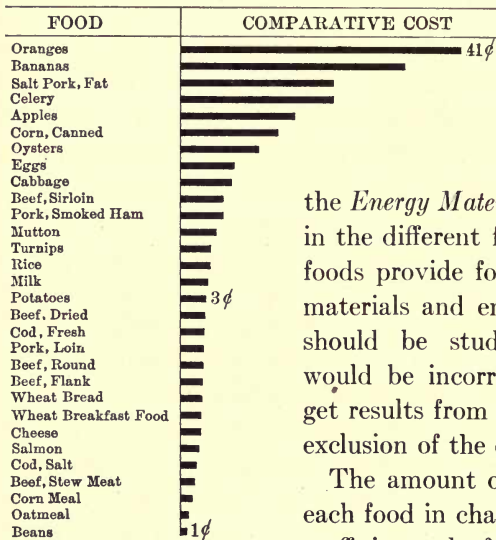 FOOD COMPARATIVE COST
Oranges 41¢
Bananas
Salt Pork, Fat
Celery
Apples
Corn, Canned
Oysters
Eggs
Cabbage
Beef, Sirloin
Pork, Smoked Ham
Mutton
Turnips
Rice
Milk
Potatoes 3¢
Beef, Dried
Cod, Fresh
Pork, Loin
Beef, Round
Beef, Flank
Wheat Bread
Wheat Breakfast Food
Cheese
Salmon
Cod, Salt
Beef, Stew Meat
Corn Meal
Oatmeal
Beans 1¢
the Energy Mate
in the different f
foods provide fo
materials and en
should be stud
would be incorr
get results from
exclusion of the
The amount o
each food in cha